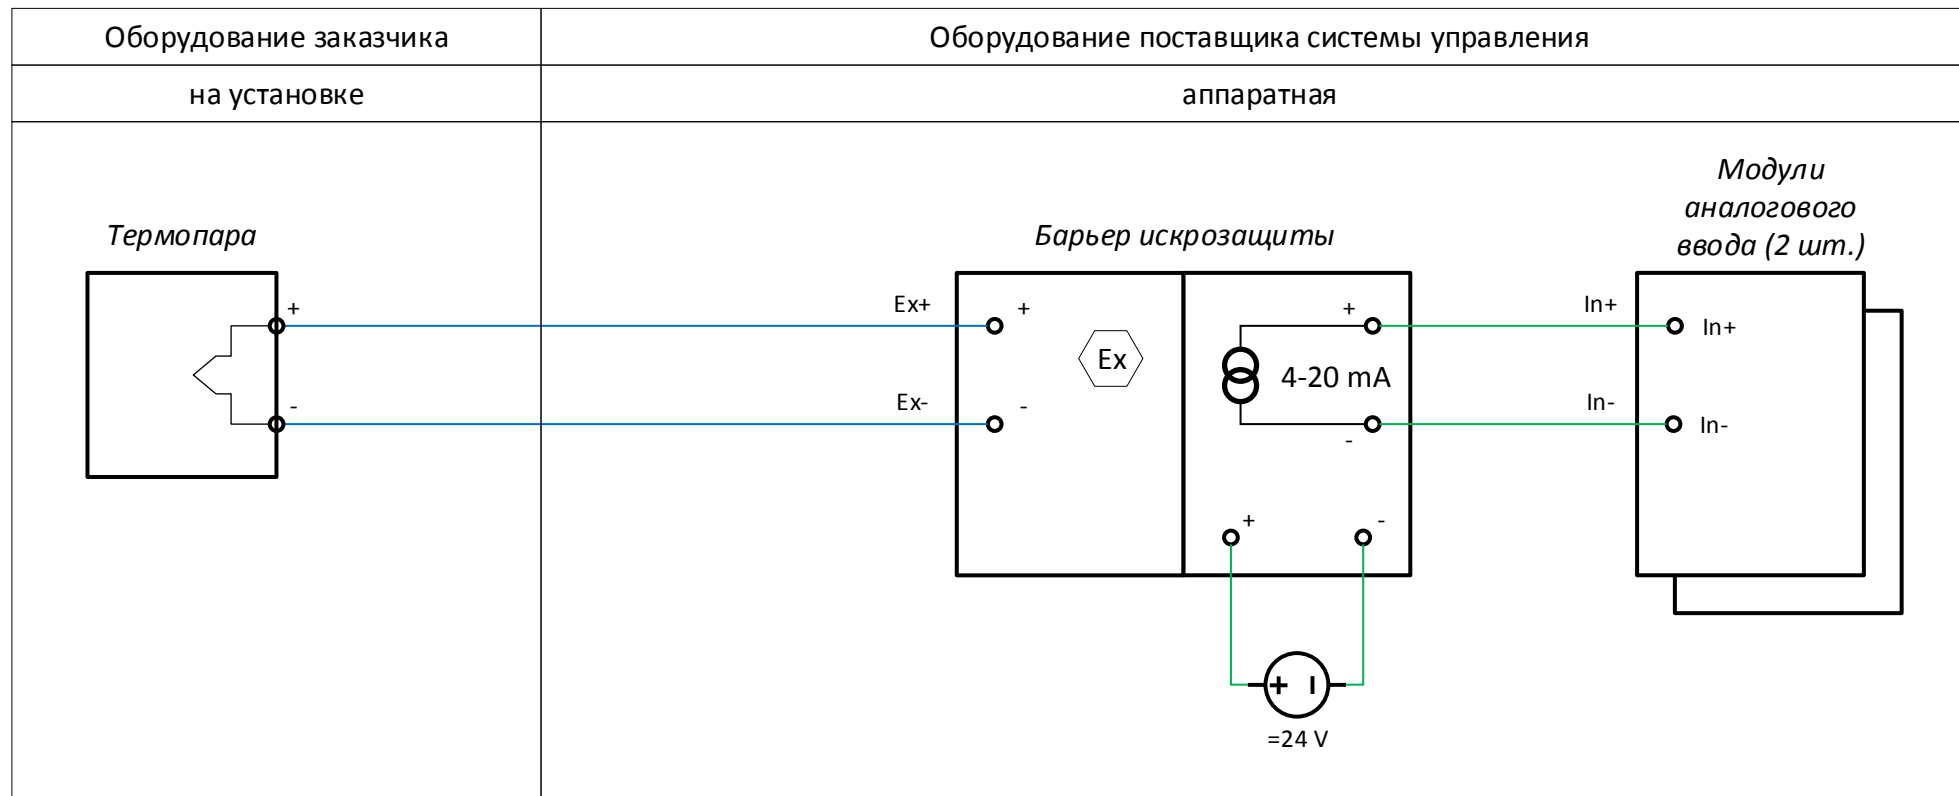 Оборудование заказчика
Оборудование поставщика системы управления
на установке
аппаратная
Термопара
Барьер искрозащиты
Модули
аналогового
ввода (2 шт.)
+
Ex+
+
+
In+
In+
Ex
4-20 mA
-
Ex-
-
-
In-
In-
+
-
=24 V